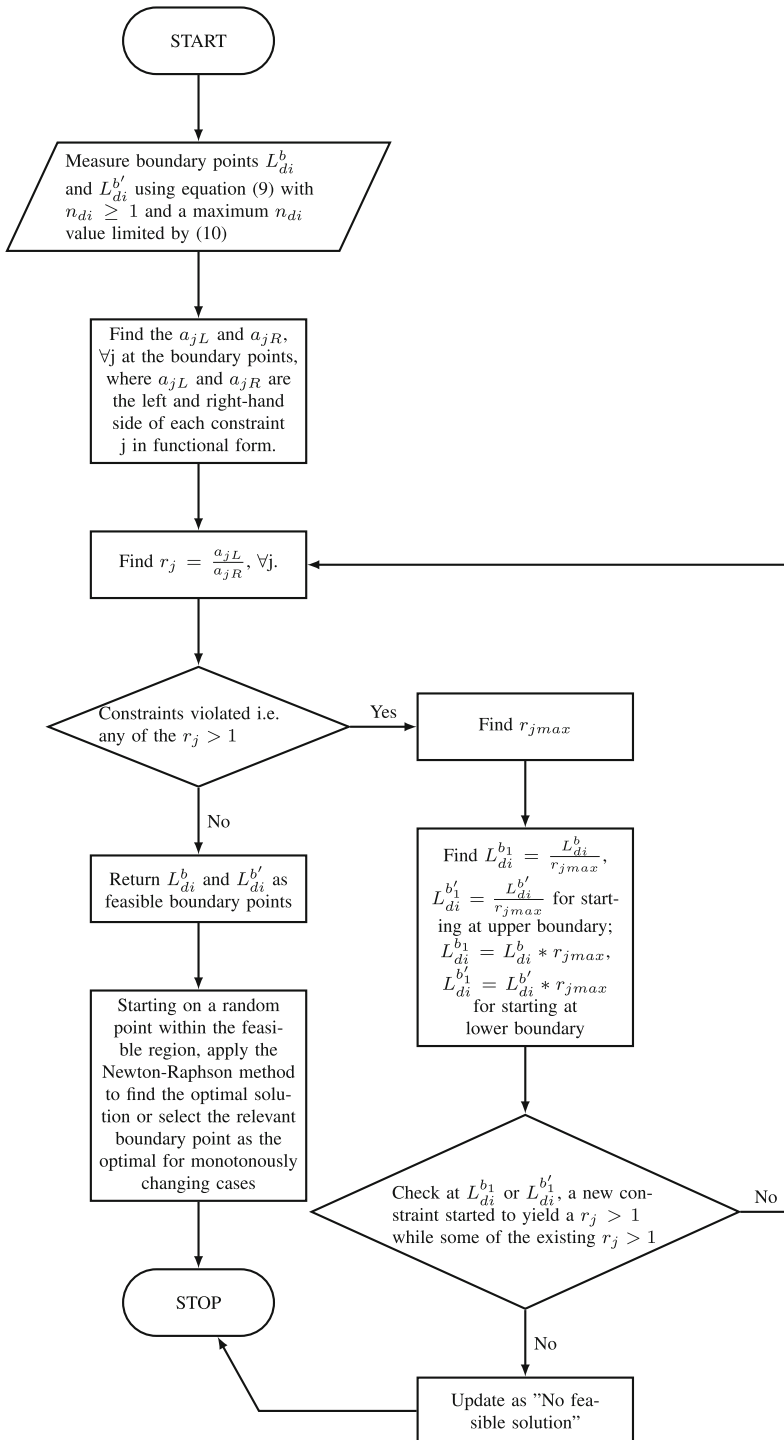 START
Measure boundary points $L_{di}^{b}$
and $L_{di}^{b'}$ using equation (9) with
$n_{di} \geq 1$ and a maximum $n_{di}$
value limited by (10)
Find the $a_{jL}$ and $a_{jR}$,
∀j at the boundary points,
where $a_{jL}$ and $a_{jR}$ are
the left and right-hand
side of each constraint
j in functional form.
Find $r_j = \frac{a_{jL}}{a_{jR}}$, ∀j.
Constraints violated i.e.
any of the $r_j > 1$
Yes
Find $r_{jmax}$
No
Return $L_{di}^{b}$ and $L_{di}^{b'}$ as
feasible boundary points
Find $L_{di}^{b_1} = \frac{L_{di}^{b}}{r_{jmax}}$,
$L_{di}^{b_1'} = \frac{L_{di}^{b'}}{r_{jmax}}$ for start-
ing at upper boundary;
$L_{di}^{b_1} = L_{di}^{b} * r_{jmax}$,
$L_{di}^{b_1'} = L_{di}^{b'} * r_{jmax}$
for starting at
lower boundary
Starting on a random
point within the feasi-
ble region, apply the
Newton-Raphson method
to find the optimal solu-
tion or select the relevant
boundary point as the
optimal for monotonously
changing cases
Check at $L_{di}^{b_1}$ or $L_{di}^{b_1'}$, a new con-
straint started to yield a $r_j > 1$
while some of the existing $r_j > 1$
No
STOP
No
Update as ”No fea-
sible solution”